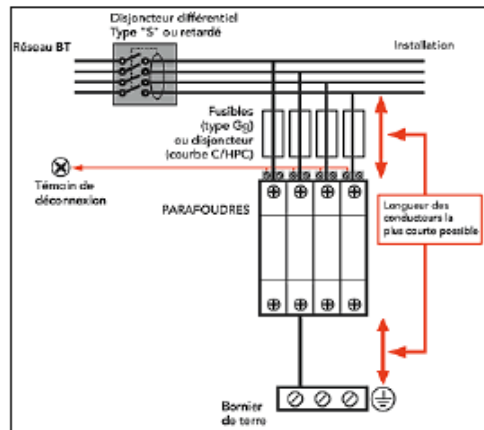 Disjoncteur différentiel
Type "S" ou retardé
Réseau BT
Installation
Fusibles
(type Gg)
ou disjoncteur
(courbe C/HPC)
Témoin de
déconnexion
PARAFOUDRES
Longueur des
conducteurs la
plus courte possible
Bornier
de terre